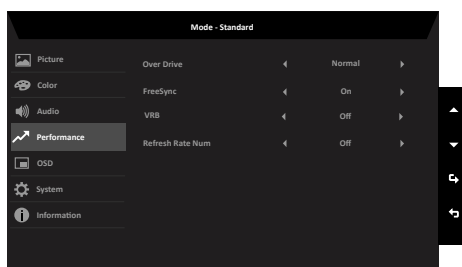 Mode - Standard
Picture
Color
Audio
Performance
OSD
System
Information
Over Drive Normal
FreeSync On
VRB Off
Refresh Rate Num Off